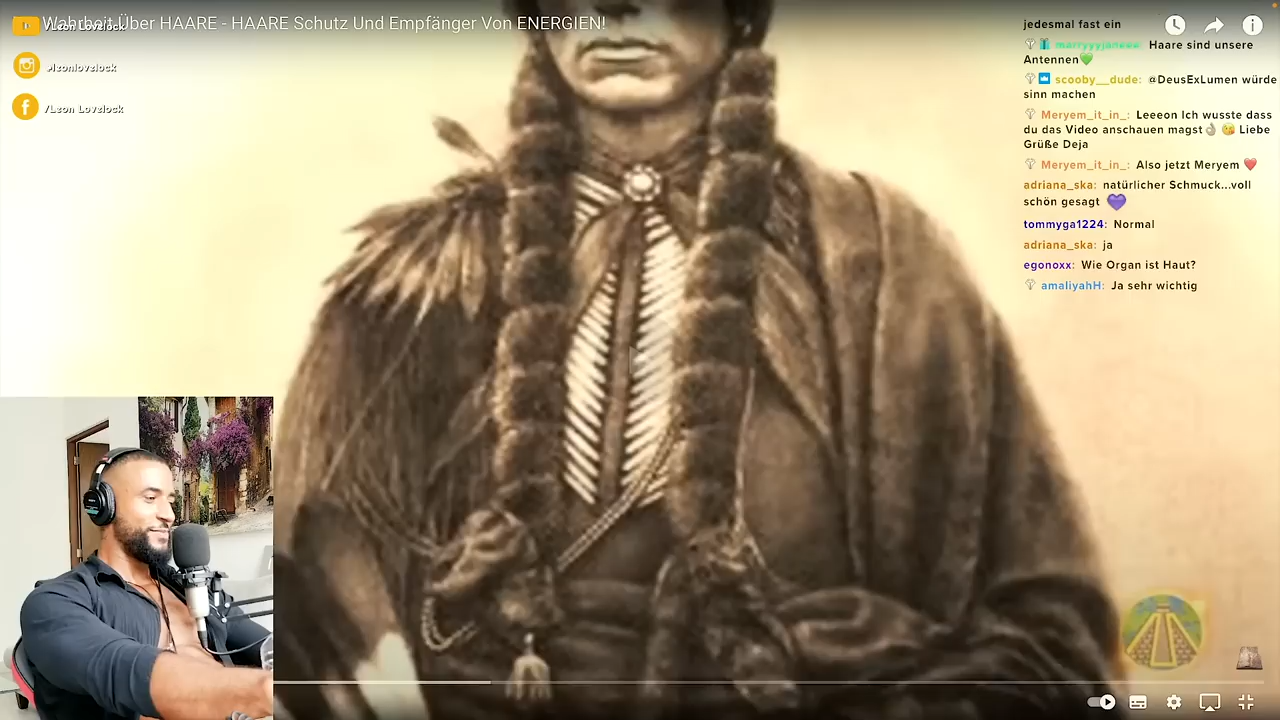 Wahrheit Über HAARE - HAARE Schutz Und Empfänger Von ENERGIEN!
/Leon Lovelock
leonlovelock
/Leon Lovelock
jedesmal fast ein
marryyyjaneee: Haare sind unsere
Antennen💚
scooby__dude: @DeusExLumen würde
sinn machen
Meryem_it_in_: Leeeon Ich wusste dass
du das Video anschauen magst👌🏼 😘 Liebe
Grüße Deja
Meryem_it_in_: Also jetzt Meryem ❤️
adriana_ska: natürlicher Schmuck...voll
schön gesagt 💜
tommyga1224: Normal
adriana_ska: ja
egonoxx: Wie Organ ist Haut?
amaliyahH: Ja sehr wichtig